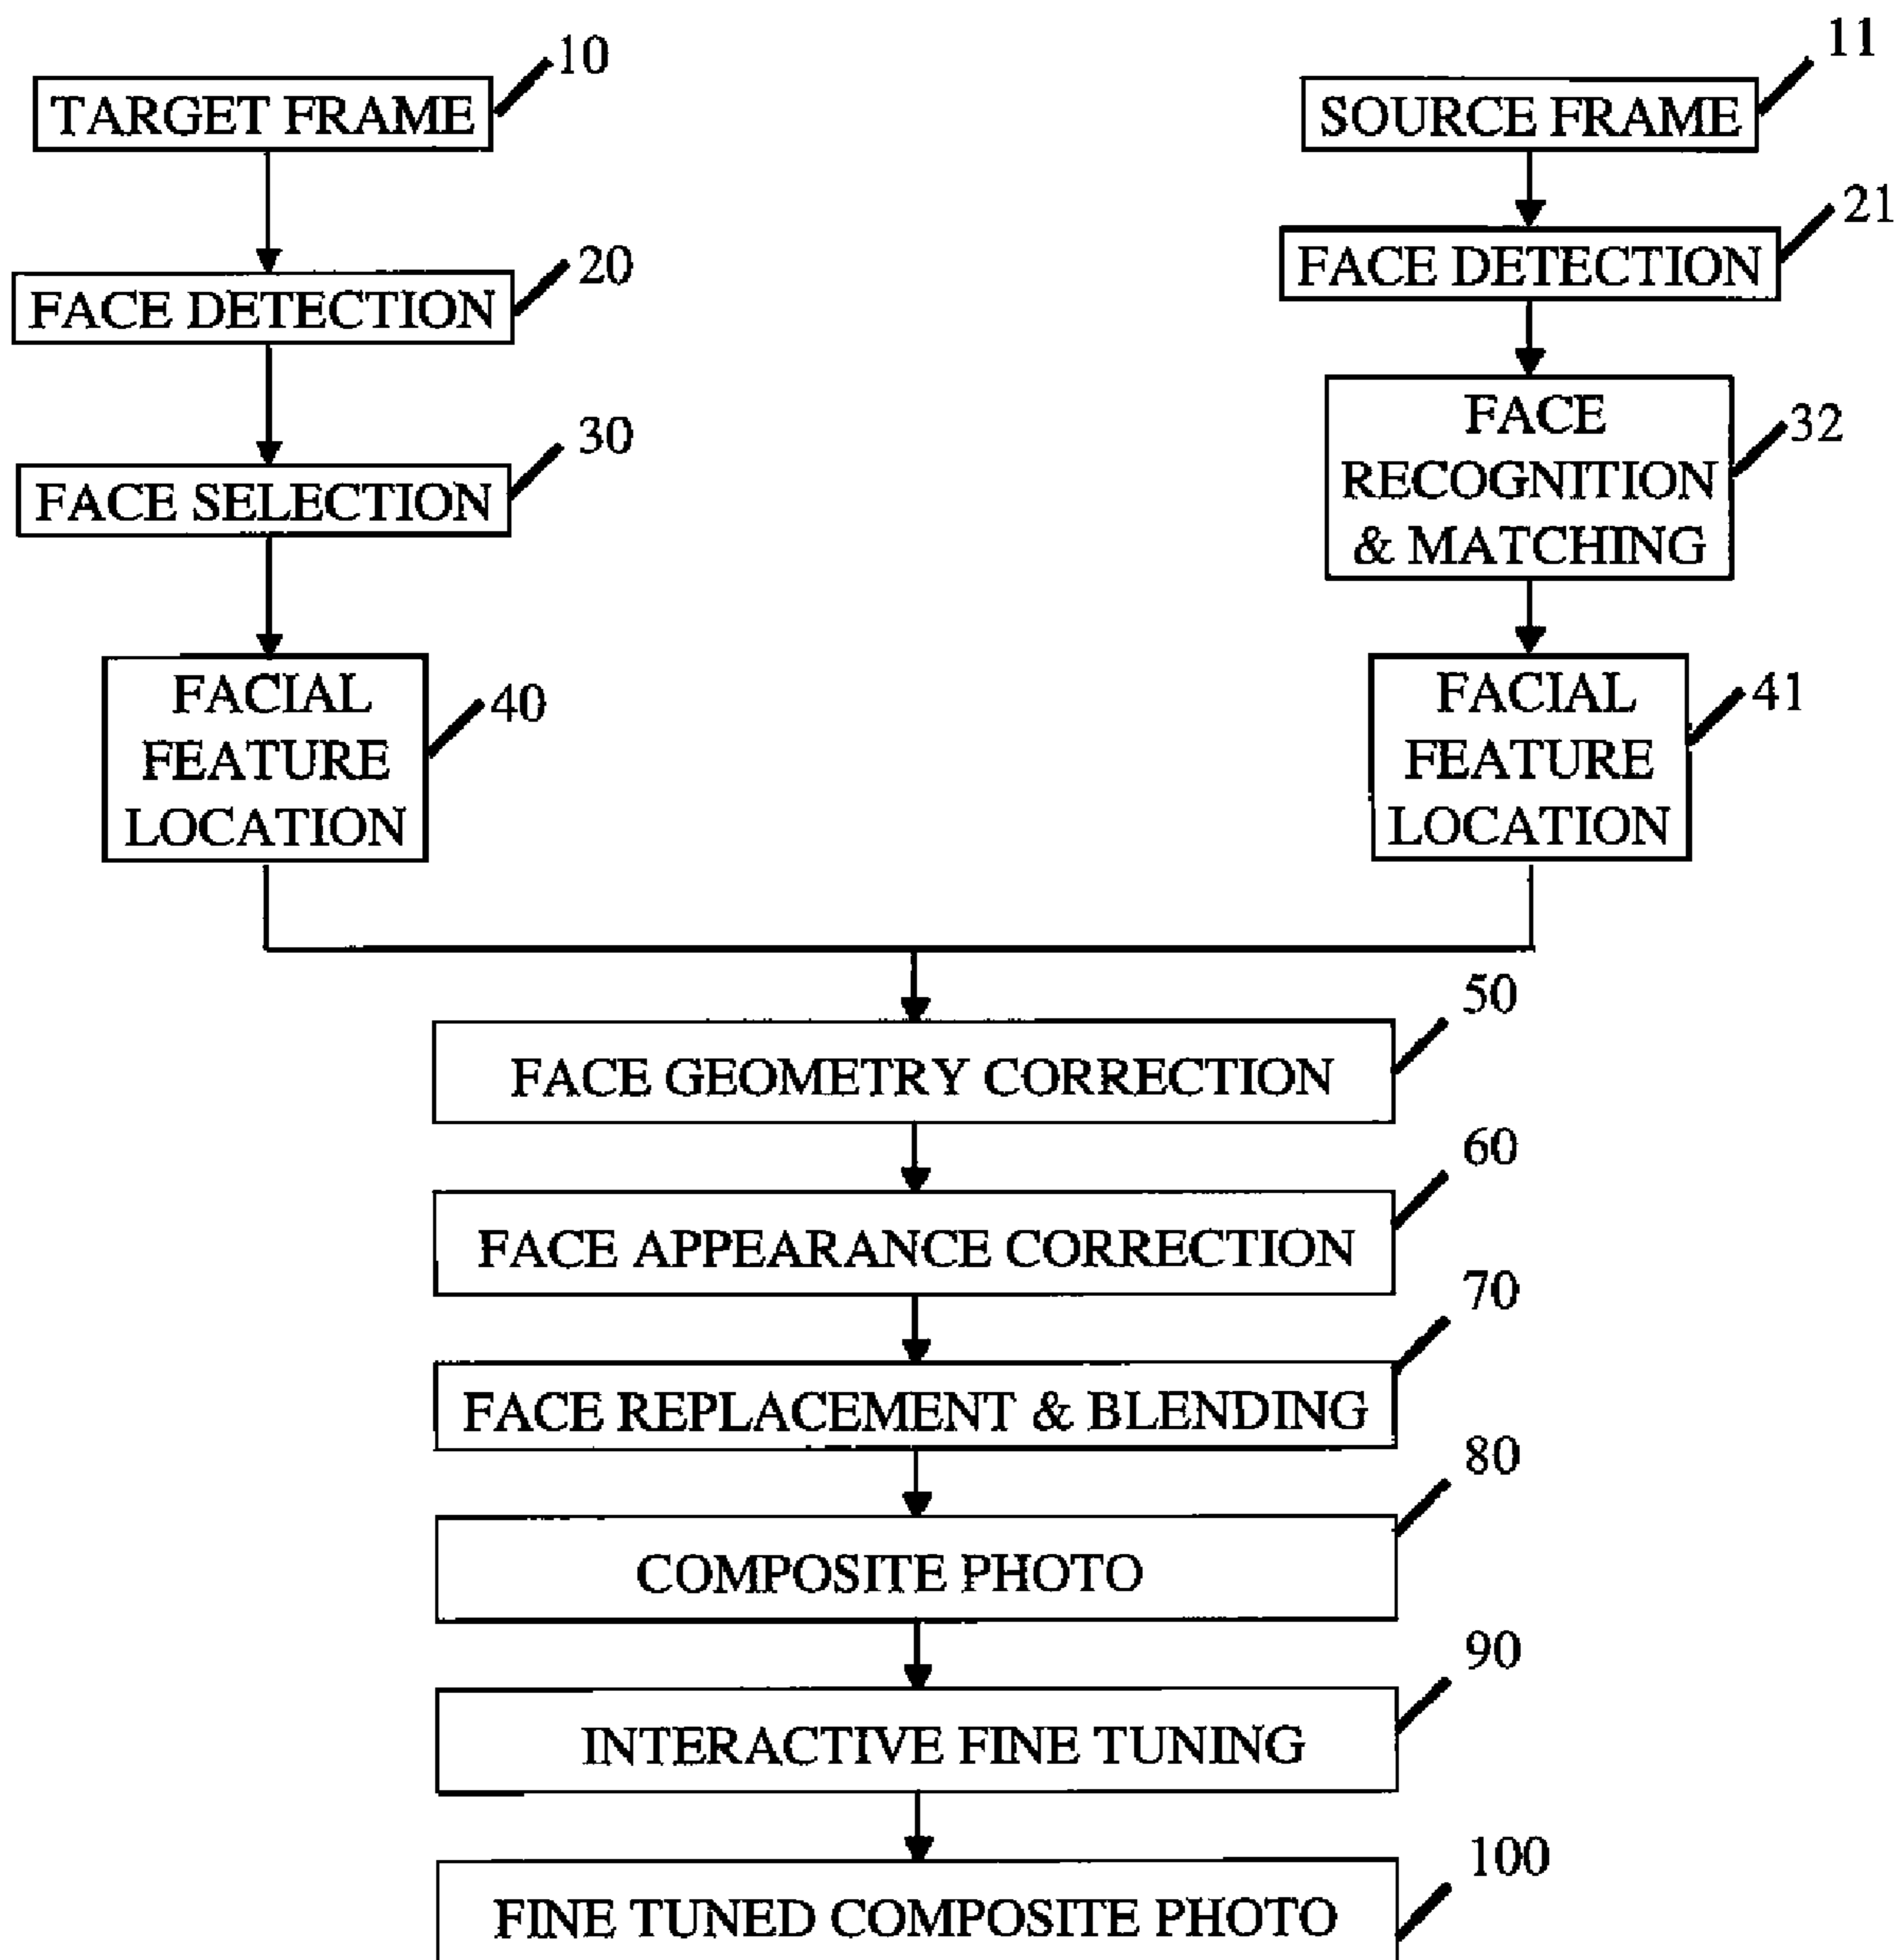 10
TARGET FRAME
20
FACE DETECTION
30
FACE SELECTION
40
FACIAL
FEATURE
LOCATION
11
SOURCE FRAME
21
FACE DETECTION
32
FACE
RECOGNITION
& MATCHING
41
FACIAL
FEATURE
LOCATION
50
FACE GEOMETRY CORRECTION
60
FACE APPEARANCE CORRECTION
70
FACE REPLACEMENT & BLENDING
80
COMPOSITE PHOTO
90
INTERACTIVE FINE TUNING
100
FINE TUNED COMPOSITE PHOTO